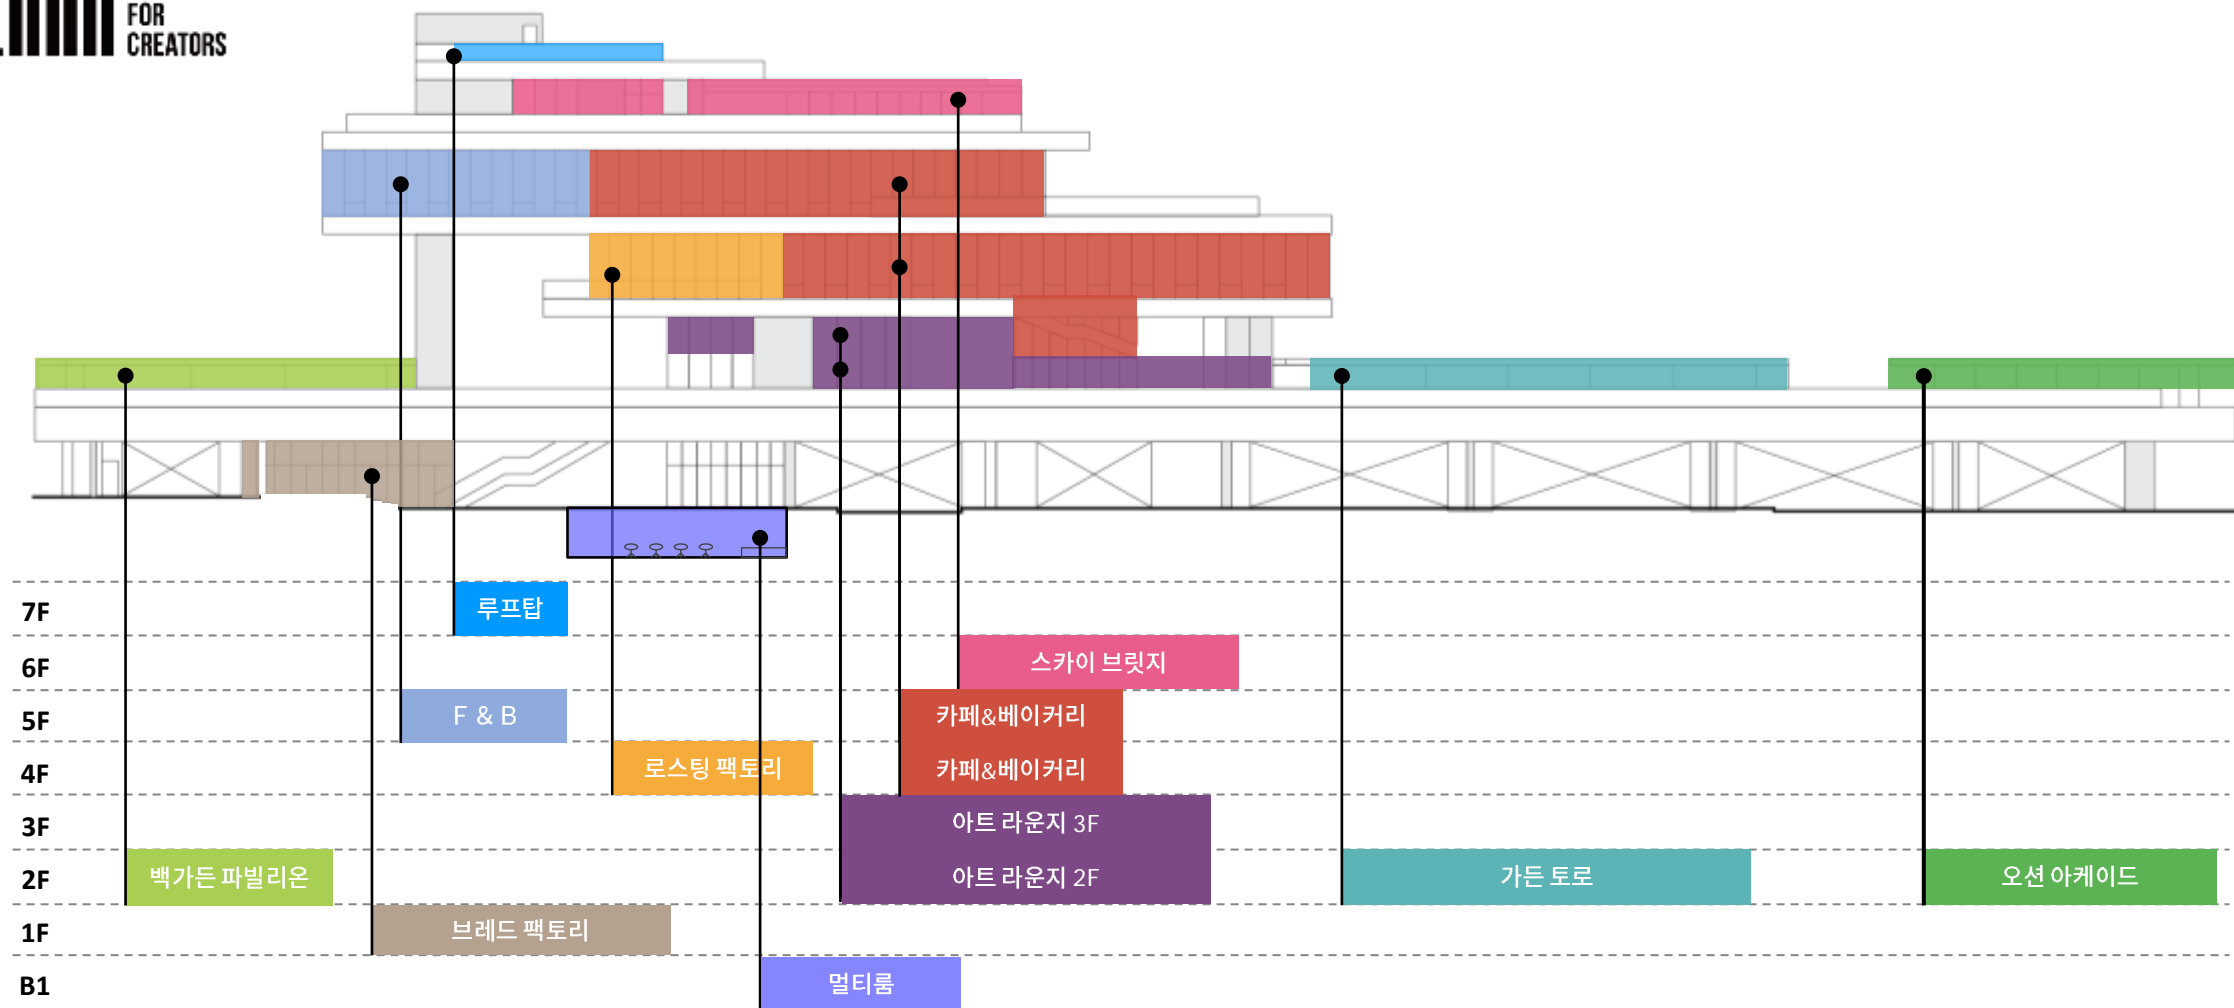 FOR
CREATORS
7F
루프탑
6F
스카이 브릿지
5F
F & B
카페&베이커리
4F
로스팅 팩토리
카페&베이커리
3F
아트 라운지 3F
2F
백가든 파빌리온
아트 라운지 2F
가든 토로
오션 아케이드
1F
브레드 팩토리
B1
멀티룸